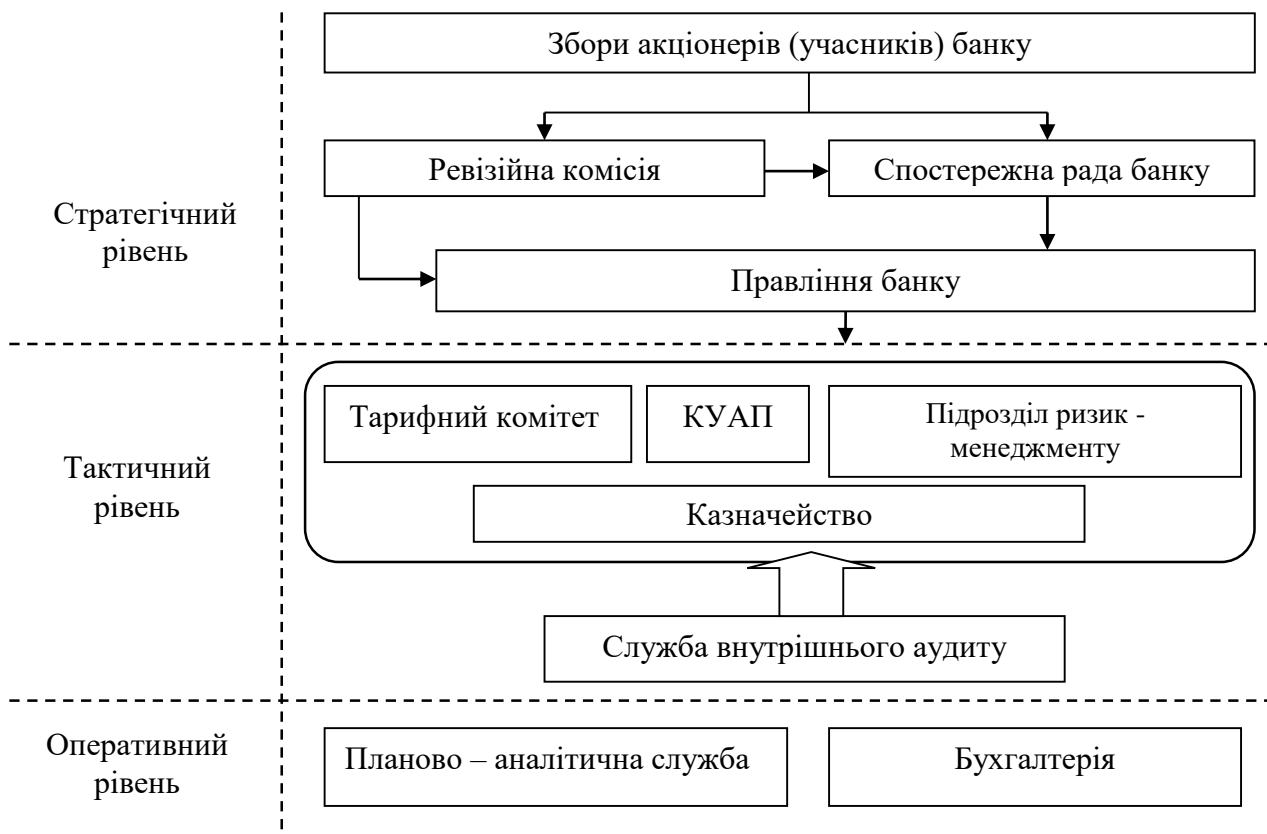 Збори акціонерів (учасників) банку
Ревізійна комісія
Спостережна рада банку
Стратегічний
рівень
Правління банку
Тарифний комітет
КУАП
Підрозділ ризик -
менеджменту
Тактичний
рівень
Казначейство
Служба внутрішнього аудиту
Оперативний
рівень
Планово – аналітична служба
Бухгалтерія